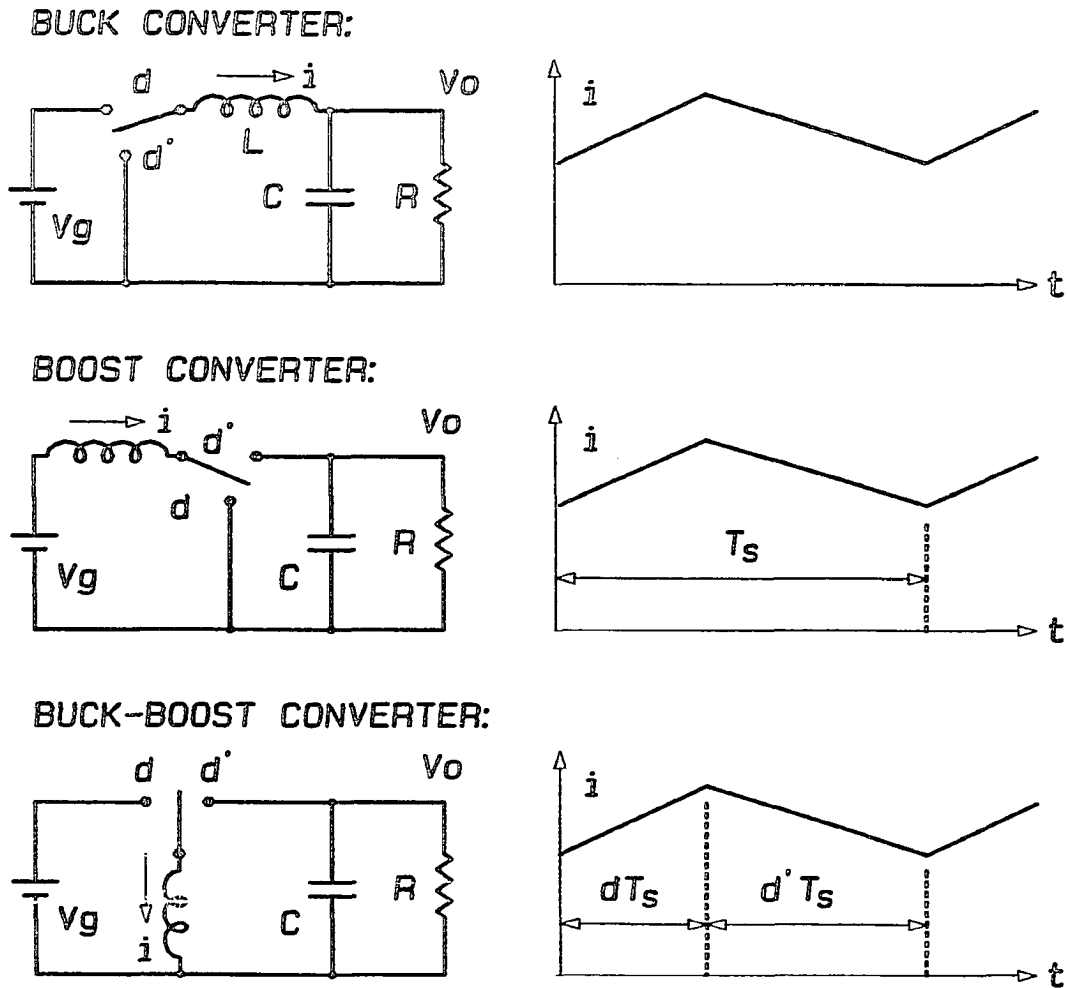 BUCK CONVERTER:
d
i
Vo
i
L
d'
C
R
Vg
t
BOOST CONVERTER:
i
d'
Vo
i
d
Ts
R
Vg
C
t
BUCK-BOOST CONVERTER:
d
d'
Vo
i
dTs
d'Ts
R
Vg
i
C
t